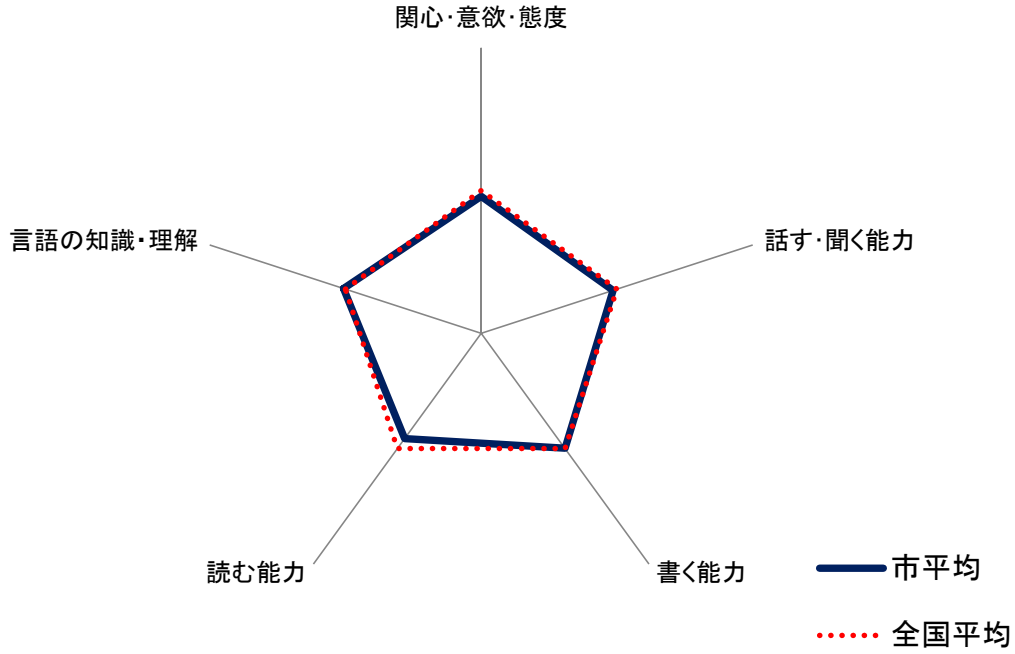 関心･意欲･態度
言語の知識・理解
話す･聞く能力
読む能力
書く能力
市平均
全国平均